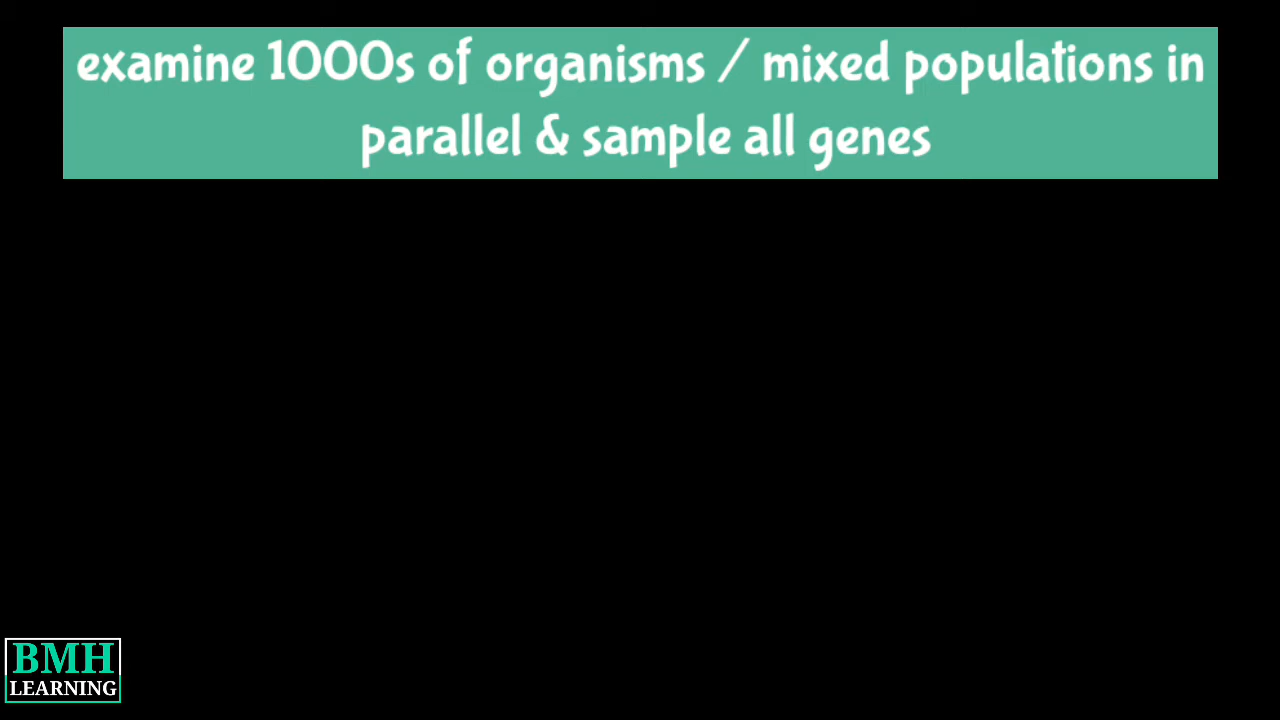 examine 1000s of organisms / mixed populations in
parallel & sample all genes
BMH
LEARNING